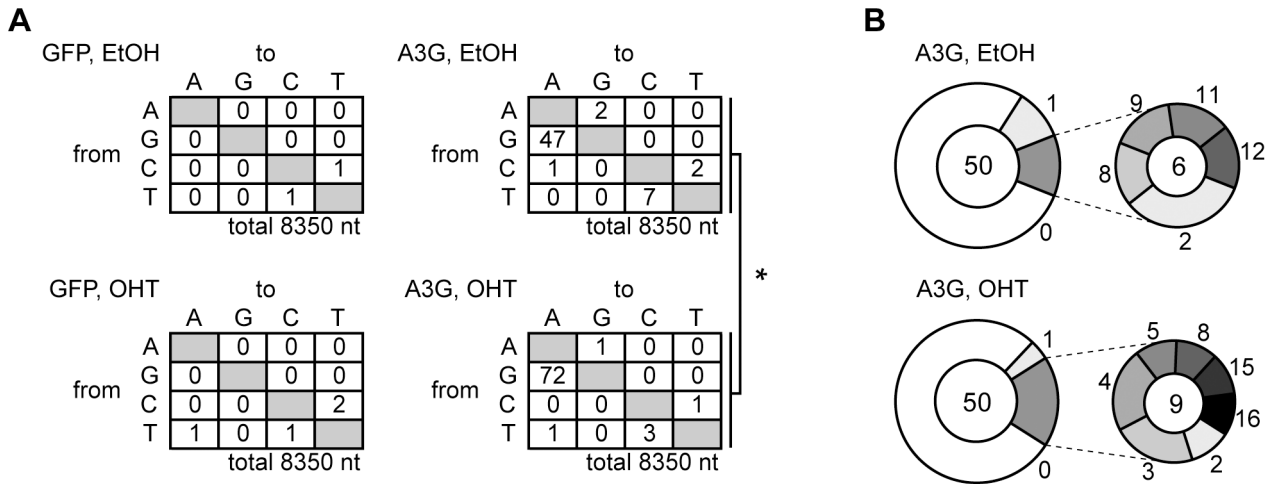 A
GFP, EtOH to
A G C T
A 0 0 0
from
G 0 0 0
C 0 0 1
T 0 0 1
total 8350 nt
A3G, EtOH to
A G C T
A 2 0 0
from
G 47 0 0
C 1 0 2
T 0 0 7
total 8350 nt
GFP, OHT to
A G C T
A 0 0 0
from
G 0 0 0
C 0 0 2
T 1 0 1
total 8350 nt
A3G, OHT to
A G C T
A 1 0 0
from
G 72 0 0
C 0 0 1
T 1 0 3
total 8350 nt
*
B
A3G, EtOH
50
1
0
6
9
11
12
8
2
A3G, OHT
50
1
0
9
5
8
15
4
16
3
2